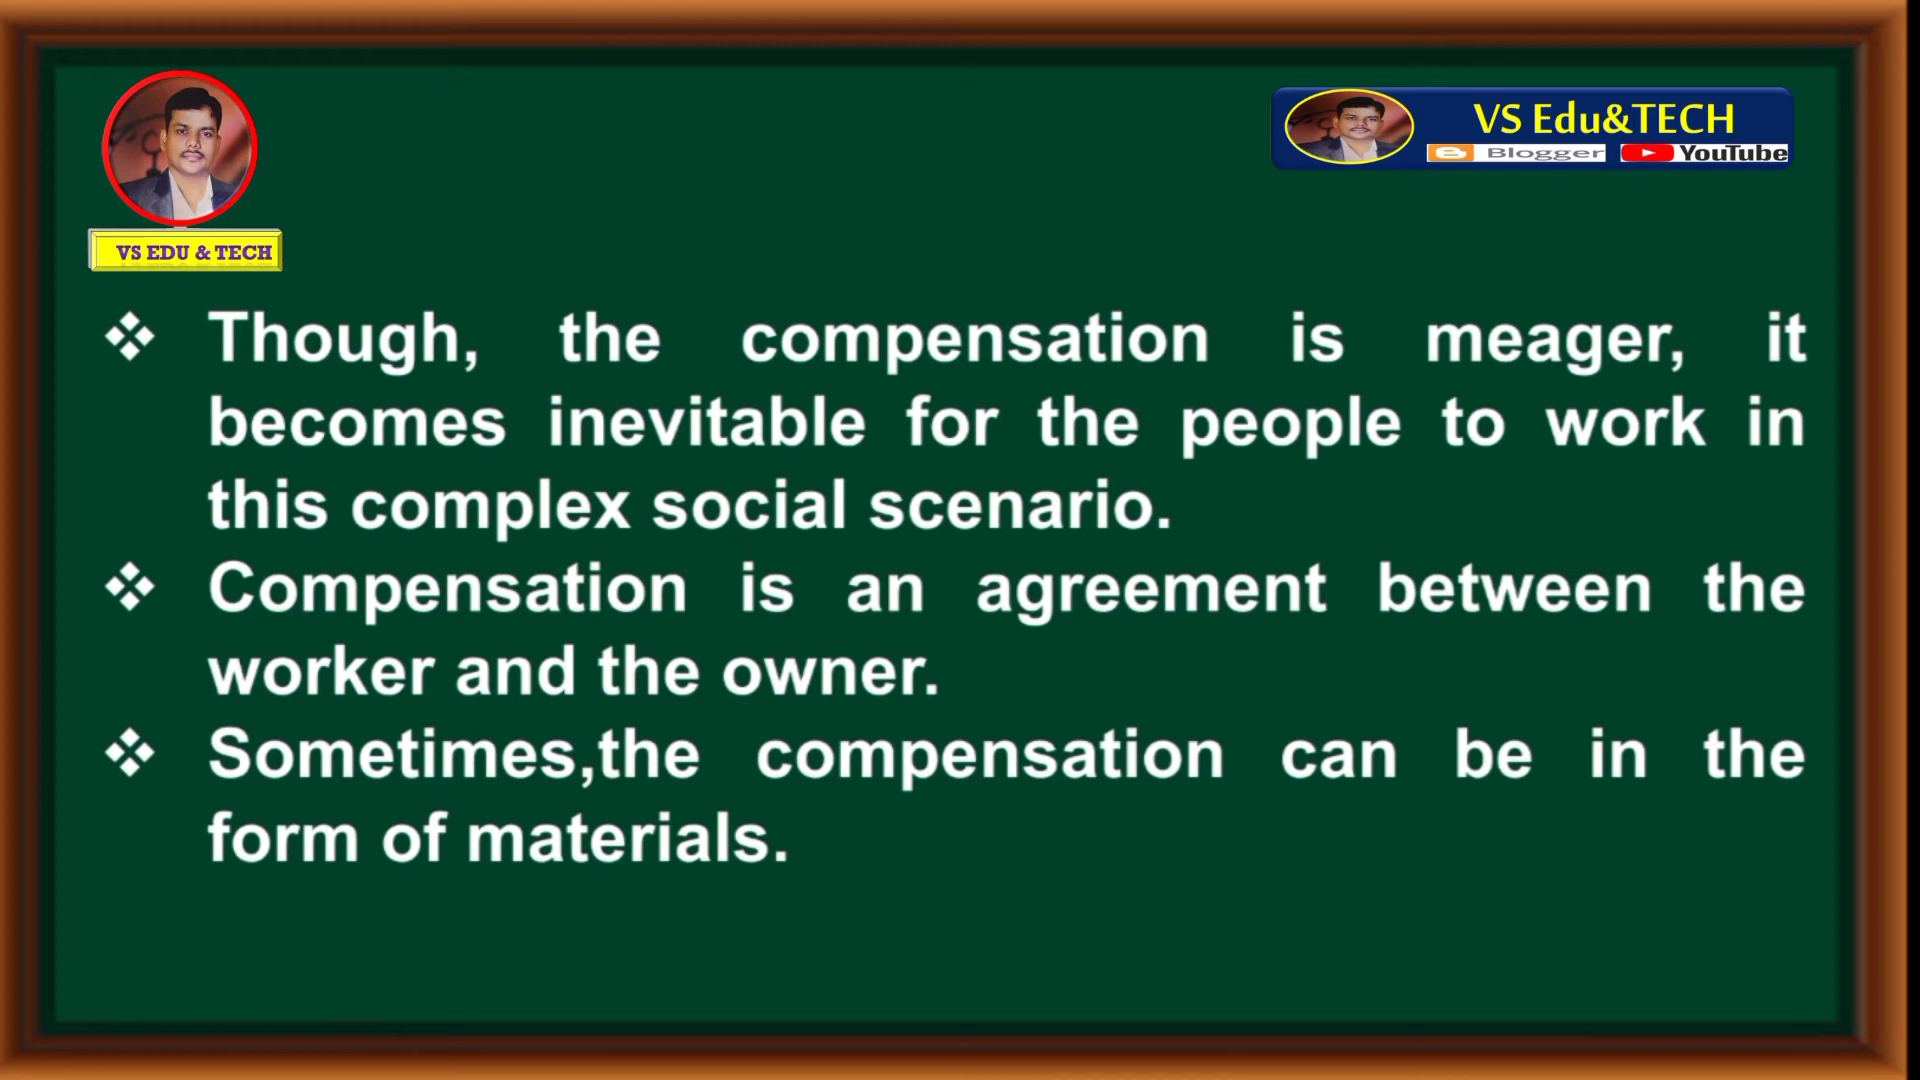 VS Edu&TECH
Blogger YouTube
VS EDU & TECH
Though, the compensation is meager, it
becomes inevitable for the people to work in
this complex social scenario.
Compensation is an agreement between the
worker and the owner.
Sometimes,the compensation can be in the
form of materials.